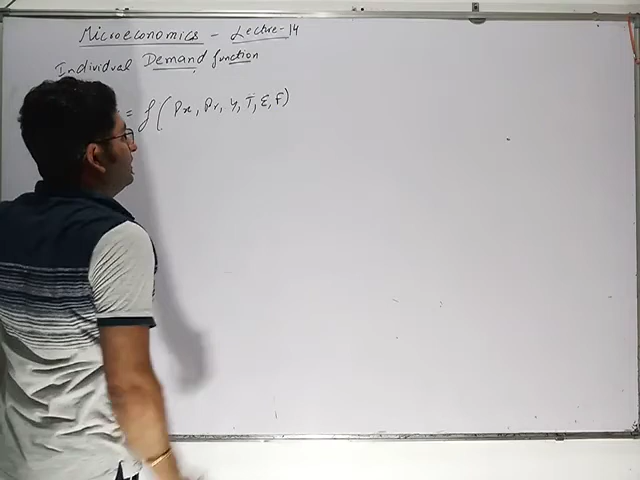 Microeconomics - Lecture-14
Individual Demand function
= f( Px, Pr, Y, T, E, F)